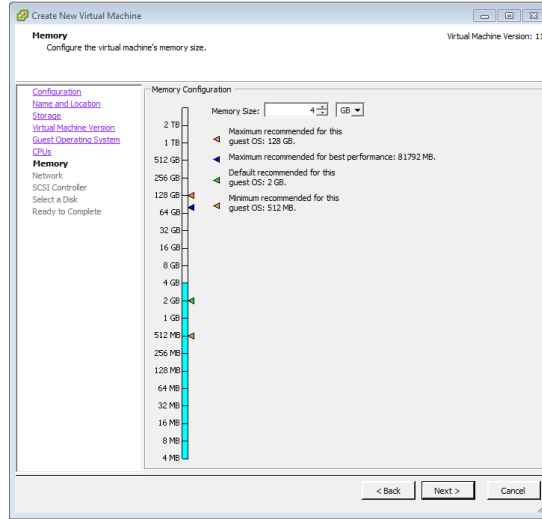 Create New Virtual Machine
Memory
Configure the virtual machine's memory size.
Virtual Machine Version: 11
Configuration
Name and Location
Storage
Virtual Machine Version
Guest Operating System
CPUs
Memory
Network
SCSI Controller
Select a Disk
Ready to Complete
Memory Configuration
Memory Size: 4 GB
2 TB
1 TB
512 GB
256 GB
128 GB
64 GB
32 GB
16 GB
8 GB
4 GB
2 GB
1 GB
512 MB
256 MB
128 MB
64 MB
32 MB
16 MB
8 MB
4 MB
Maximum recommended for this
guest OS: 128 GB.
Maximum recommended for best performance: 81792 MB.
Default recommended for this
guest OS: 2 GB.
Minimum recommended for this
guest OS: 512 MB.
< Back
Next >
Cancel